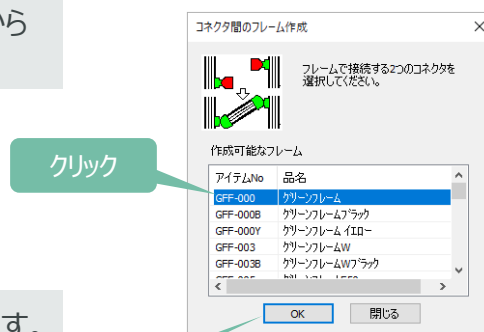 から
コネクタ間のフレーム作成
フレームで接続する2つのコネクタを
選択してください。
作成可能なフレーム
クリック
アイテムNo 品名
GFF-000 グリーンフレーム
GFF-000B グリーンフレームブラック
GFF-000Y グリーンフレーム イエロー
GFF-003 グリーンフレームW
GFF-003B グリーンフレームWブラック
OK 閉じる
す。